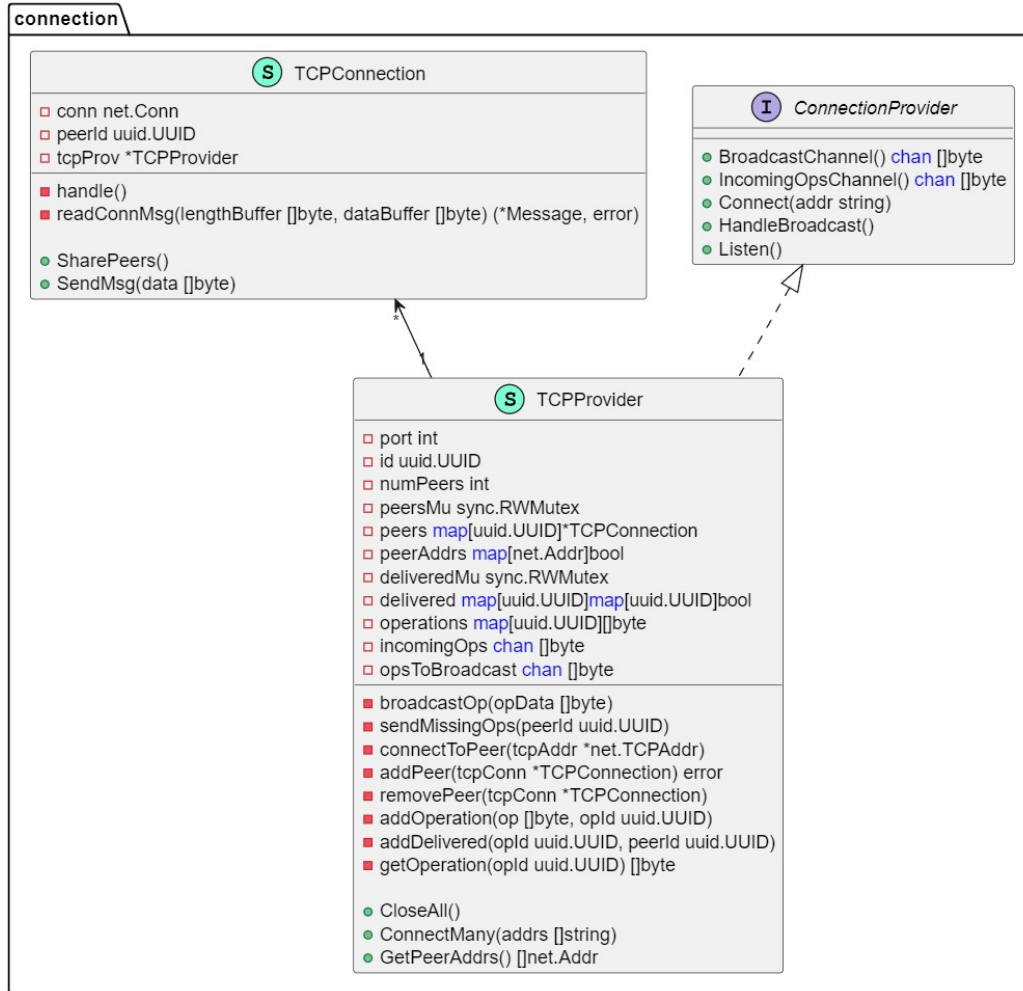 connection
S TCPConnection
conn net.Conn
peerId uuid.UUID
tcpProv *TCPProvider
handle()
readConnMsg(lengthBuffer []byte, dataBuffer []byte) (*Message, error)
SharePeers()
SendMsg(data []byte)
I ConnectionProvider
BroadcastChannel() chan []byte
IncomingOpsChannel() chan []byte
Connect(addr string)
HandleBroadcast()
Listen()
*
1
S TCPProvider
port int
id uuid.UUID
numPeers int
peersMu sync.RWMutex
peers map[uuid.UUID]*TCPConnection
peerAddrs map[net.Addr]bool
deliveredMu sync.RWMutex
delivered map[uuid.UUID]map[uuid.UUID]bool
operations map[uuid.UUID][]byte
incomingOps chan []byte
opsToBroadcast chan []byte
broadcastOp(opData []byte)
sendMissingOps(peerId uuid.UUID)
connectToPeer(tcpAddr *net.TCPAddr)
addPeer(tcpConn *TCPConnection) error
removePeer(tcpConn *TCPConnection)
addOperation(op []byte, opId uuid.UUID)
addDelivered(opId uuid.UUID, peerId uuid.UUID)
getOperation(opId uuid.UUID) []byte
CloseAll()
ConnectMany(addrs []string)
GetPeerAddrs() []net.Addr